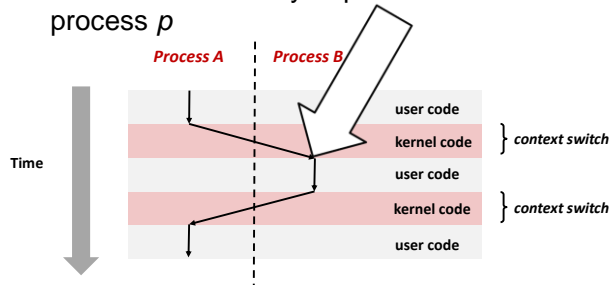 process p
Process A Process B
user code
kernel code context switch
Time
user code
kernel code context switch
user code